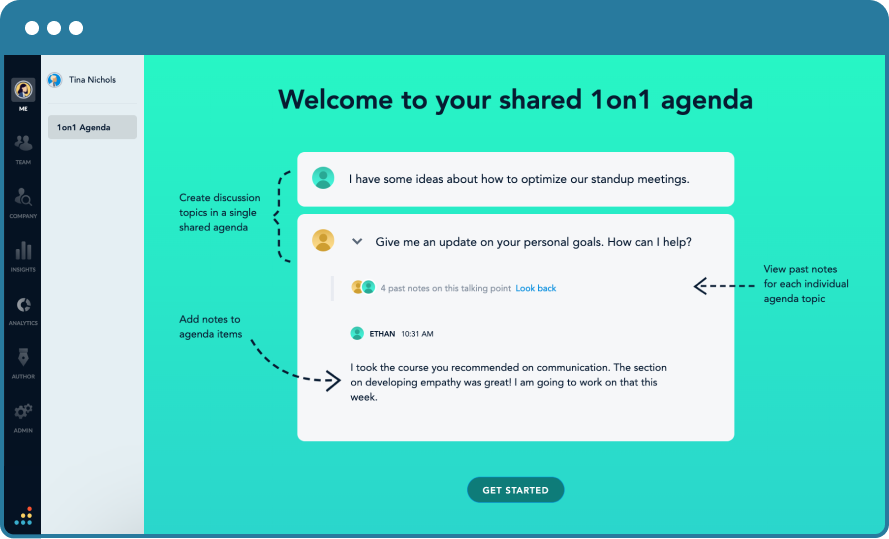 Tina Nichols
ME
1on1 Agenda
TEAM
COMPANY
INSIGHTS
ANALYTICS
AUTHOR
ADMIN
Welcome to your shared 1on1 agenda
Create discussion
topics in a single
shared agenda
I have some ideas about how to optimize our standup meetings.
Give me an update on your personal goals. How can I help?
4 past notes on this talking point Look back
View past notes
for each individual
agenda topic
Add notes to
agenda items
ETHAN 10:31 AM
I took the course you recommended on communication. The section
on developing empathy was great! I am going to work on that this
week.
GET STARTED